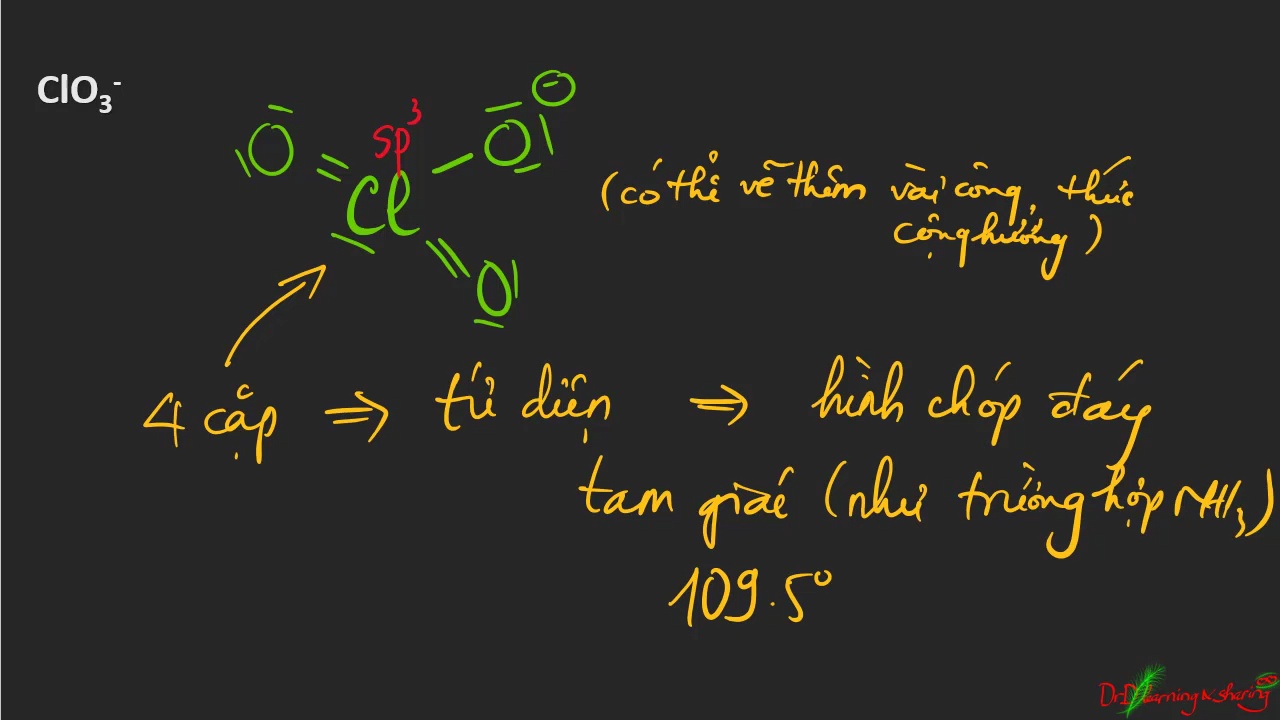 ClO₃⁻
sp³
O = Cl – O ⊖
O
(có thể vẽ thêm vài công thức
cộng hưởng)
4 cặp ⇒ tứ diện ⇒ hình chóp đáy
tam giác (như trường hợp NH₃)
109.5°
Dr.D learning & sharing